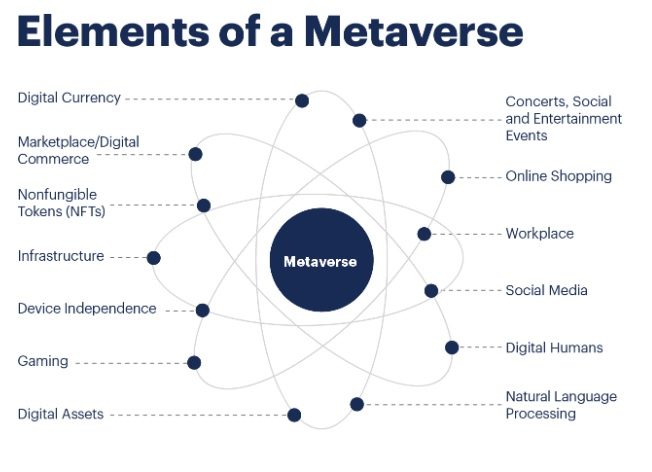 Elements of a Metaverse
Digital Currency
Marketplace/Digital
Commerce
Nonfungible
Tokens (NFTs)
Infrastructure
Device Independence
Gaming
Digital Assets
Metaverse
Concerts, Social
and Entertainment
Events
Online Shopping
Workplace
Social Media
Digital Humans
Natural Language
Processing